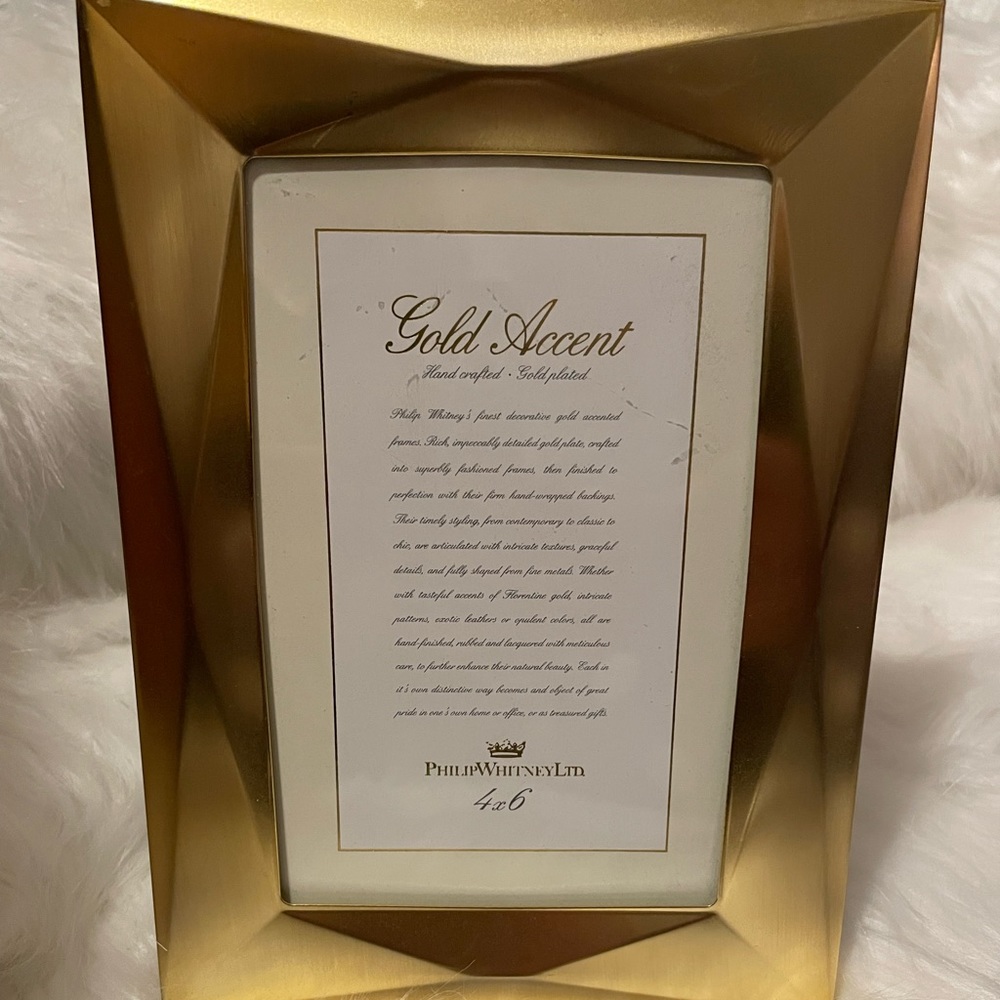 Gold Accent
Hand crafted · Gold plated
Philip Whitney's finest decorative gold accented
frames. Rich, impeccably detailed gold plate, crafted
into superbly fashioned frames, then finished to
perfection with their firm hand-wrapped backings.
Their timely styling, from contemporary to classic to
chic, are articulated with intricate textures, graceful
details, and fully shaped from fine metals. Whether
with tasteful accents of Florentine gold, intricate
patterns, exotic leathers or opulent colors, all are
hand-finished, rubbed and lacquered with meticulous
care, to further enhance their natural beauty. Each in
it's own distinctive way becomes and object of great
pride in one's own home or office, or as treasured gifts.
PHILIP WHITNEY LTD.
4x6